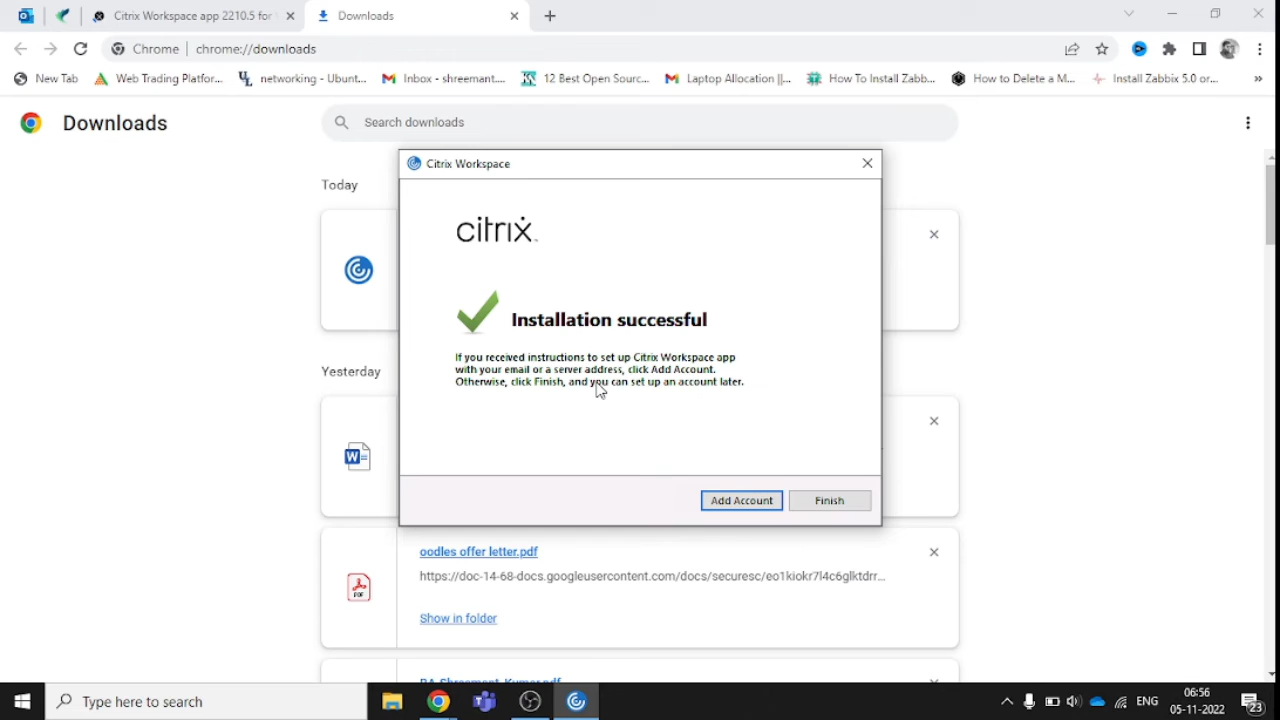 Citrix Workspace app 2210.5 for
Downloads
Chrome
chrome://downloads
New Tab
Web Trading Platfor...
networking - Ubunt...
Inbox - shreemant....
12 Best Open Sourc...
Laptop Allocation ||...
How To Install Zabb...
How to Delete a M...
Install Zabbix 5.0 or...
»
Downloads
Search downloads
Citrix Workspace
Today
citrix
Installation successful
If you received instructions to set up Citrix Workspace app
with your email or a server address, click Add Account.
Otherwise, click Finish, and you can set up an account later.
Yesterday
W
Add Account
Finish
oodles offer letter.pdf
https://doc-14-68-docs.googleusercontent.com/docs/securesc/eo1kiokr7l4c6glktdrr...
PDF
Show in folder
Type here to search
ENG
06:56
05-11-2022
23